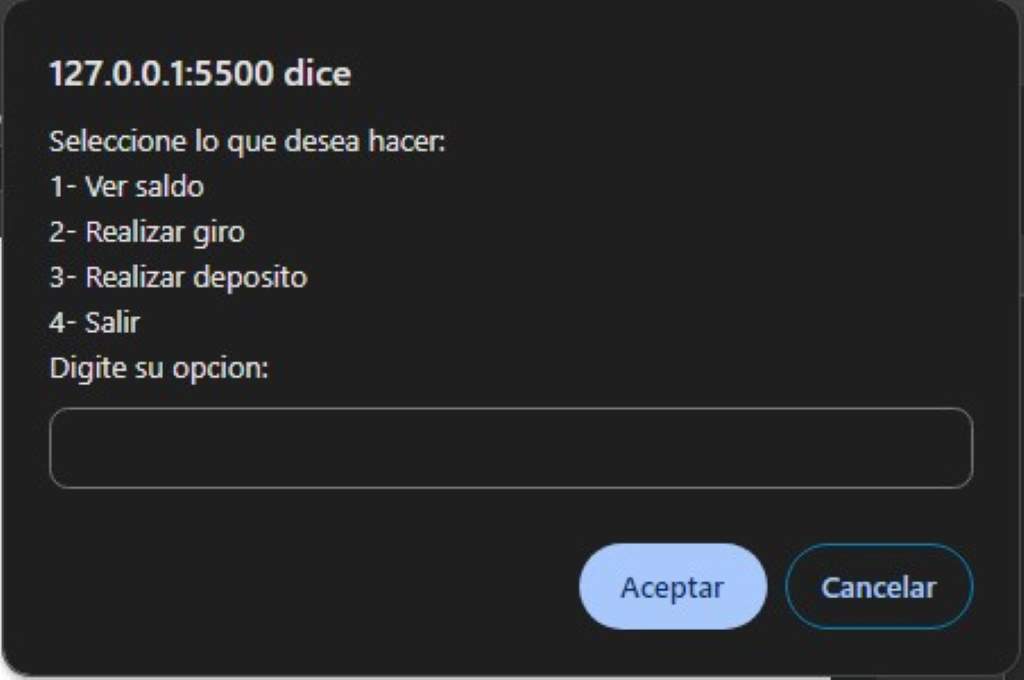 127.0.0.1:5500 dice
Seleccione lo que desea hacer:
1- Ver saldo
2- Realizar giro
3- Realizar deposito
4- Salir
Digite su opcion:
Aceptar
Cancelar